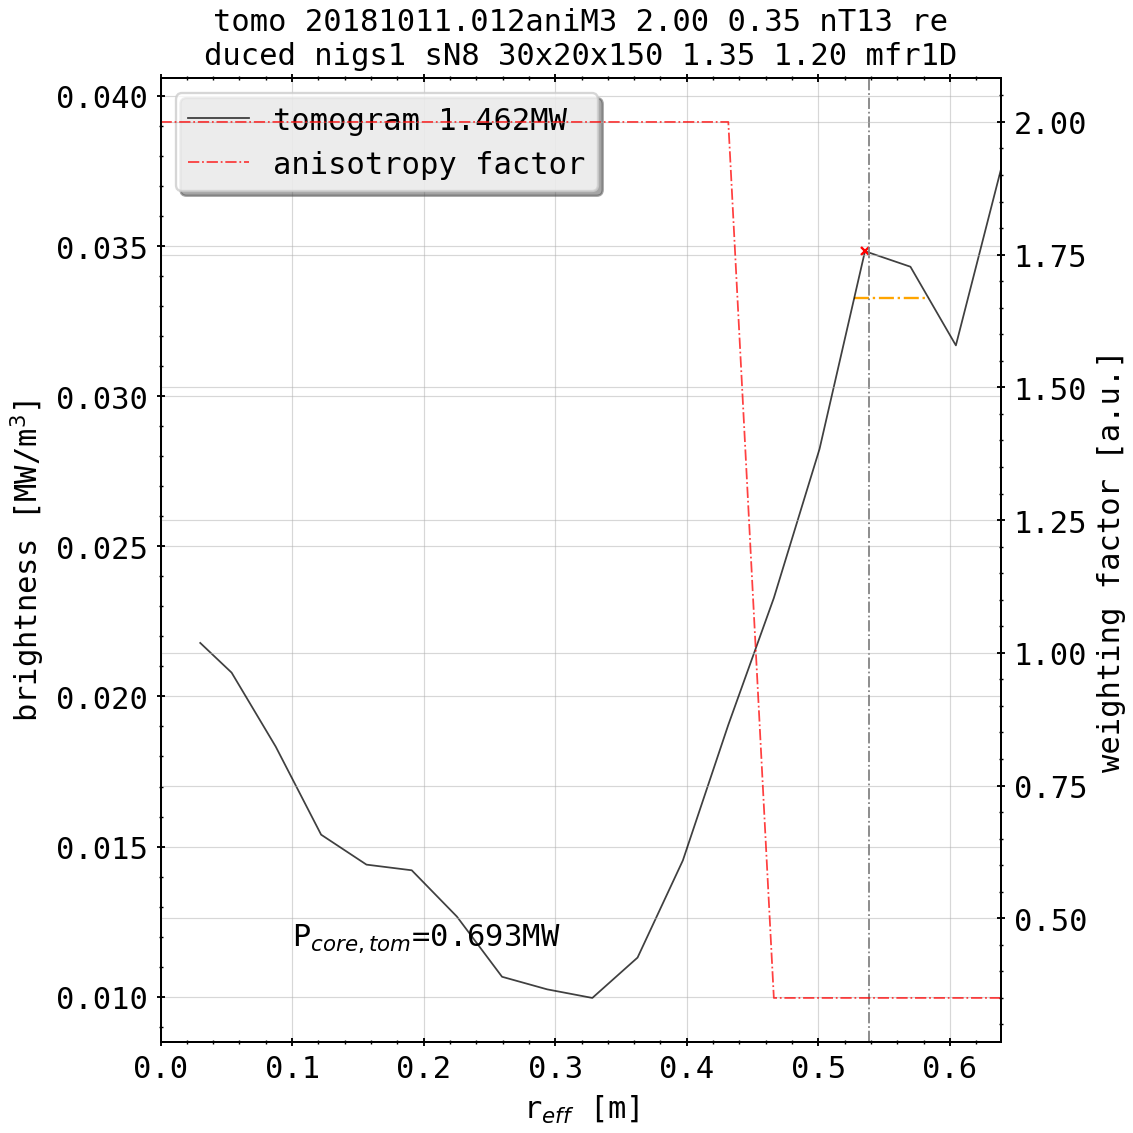 tomo 20181011.012aniM3 2.00 0.35 nT13 re
duced nigs1 sN8 30x20x150 1.35 1.20 mfr1D
tomogram 1.462MW
anisotropy factor
0.040
0.035
0.030
0.025
0.020
0.015
0.010
brightness [MW/m³]
2.00
1.75
1.50
1.25
1.00
0.75
0.50
weighting factor [a.u.]
P_core,tom=0.693MW
0.0 0.1 0.2 0.3 0.4 0.5 0.6
r_eff [m]